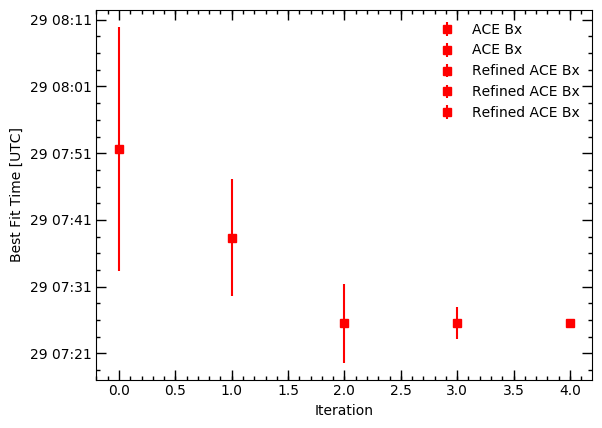 29 08:11
29 08:01
29 07:51
29 07:41
29 07:31
29 07:21
Best Fit Time [UTC]
ACE Bx
ACE Bx
Refined ACE Bx
Refined ACE Bx
Refined ACE Bx
0.0 0.5 1.0 1.5 2.0 2.5 3.0 3.5 4.0
Iteration